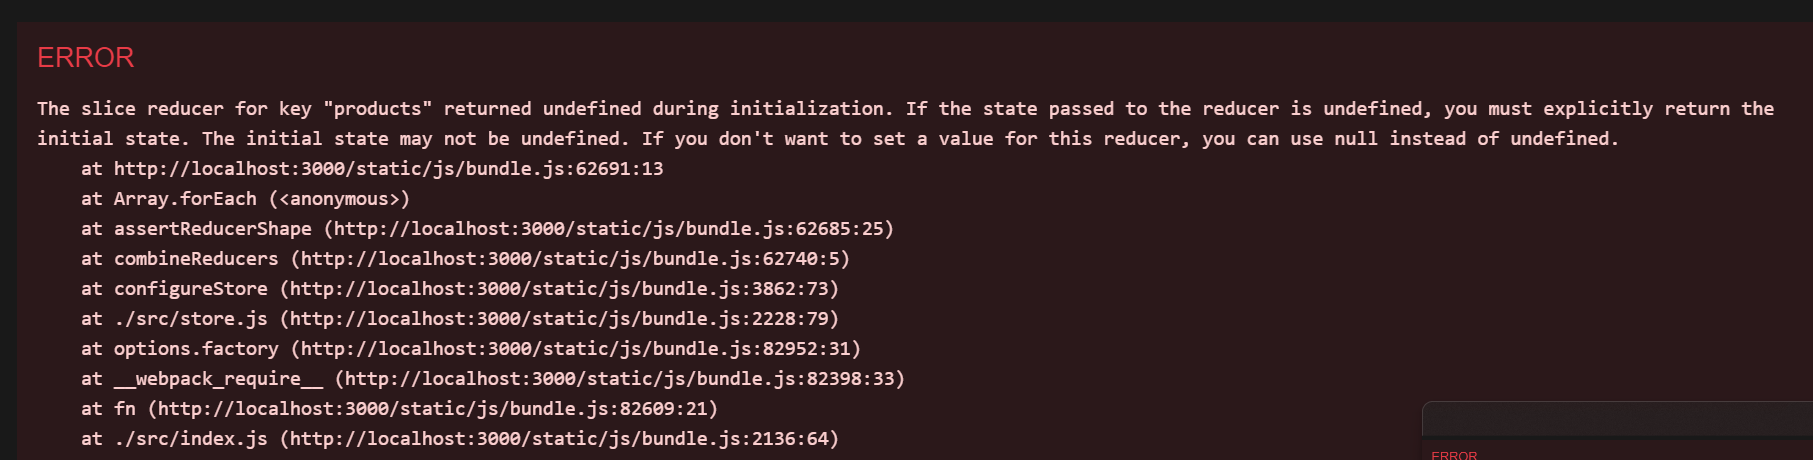 ERROR
The slice reducer for key "products" returned undefined during initialization. If the state passed to the reducer is undefined, you must explicitly return the
initial state. The initial state may not be undefined. If you don't want to set a value for this reducer, you can use null instead of undefined.
at http://localhost:3000/static/js/bundle.js:62691:13
at Array.forEach (<anonymous>)
at assertReducerShape (http://localhost:3000/static/js/bundle.js:62685:25)
at combineReducers (http://localhost:3000/static/js/bundle.js:62740:5)
at configureStore (http://localhost:3000/static/js/bundle.js:3862:73)
at ./src/store.js (http://localhost:3000/static/js/bundle.js:2228:79)
at options.factory (http://localhost:3000/static/js/bundle.js:82952:31)
at __webpack_require__ (http://localhost:3000/static/js/bundle.js:82398:33)
at fn (http://localhost:3000/static/js/bundle.js:82609:21)
at ./src/index.js (http://localhost:3000/static/js/bundle.js:2136:64)
ERROR